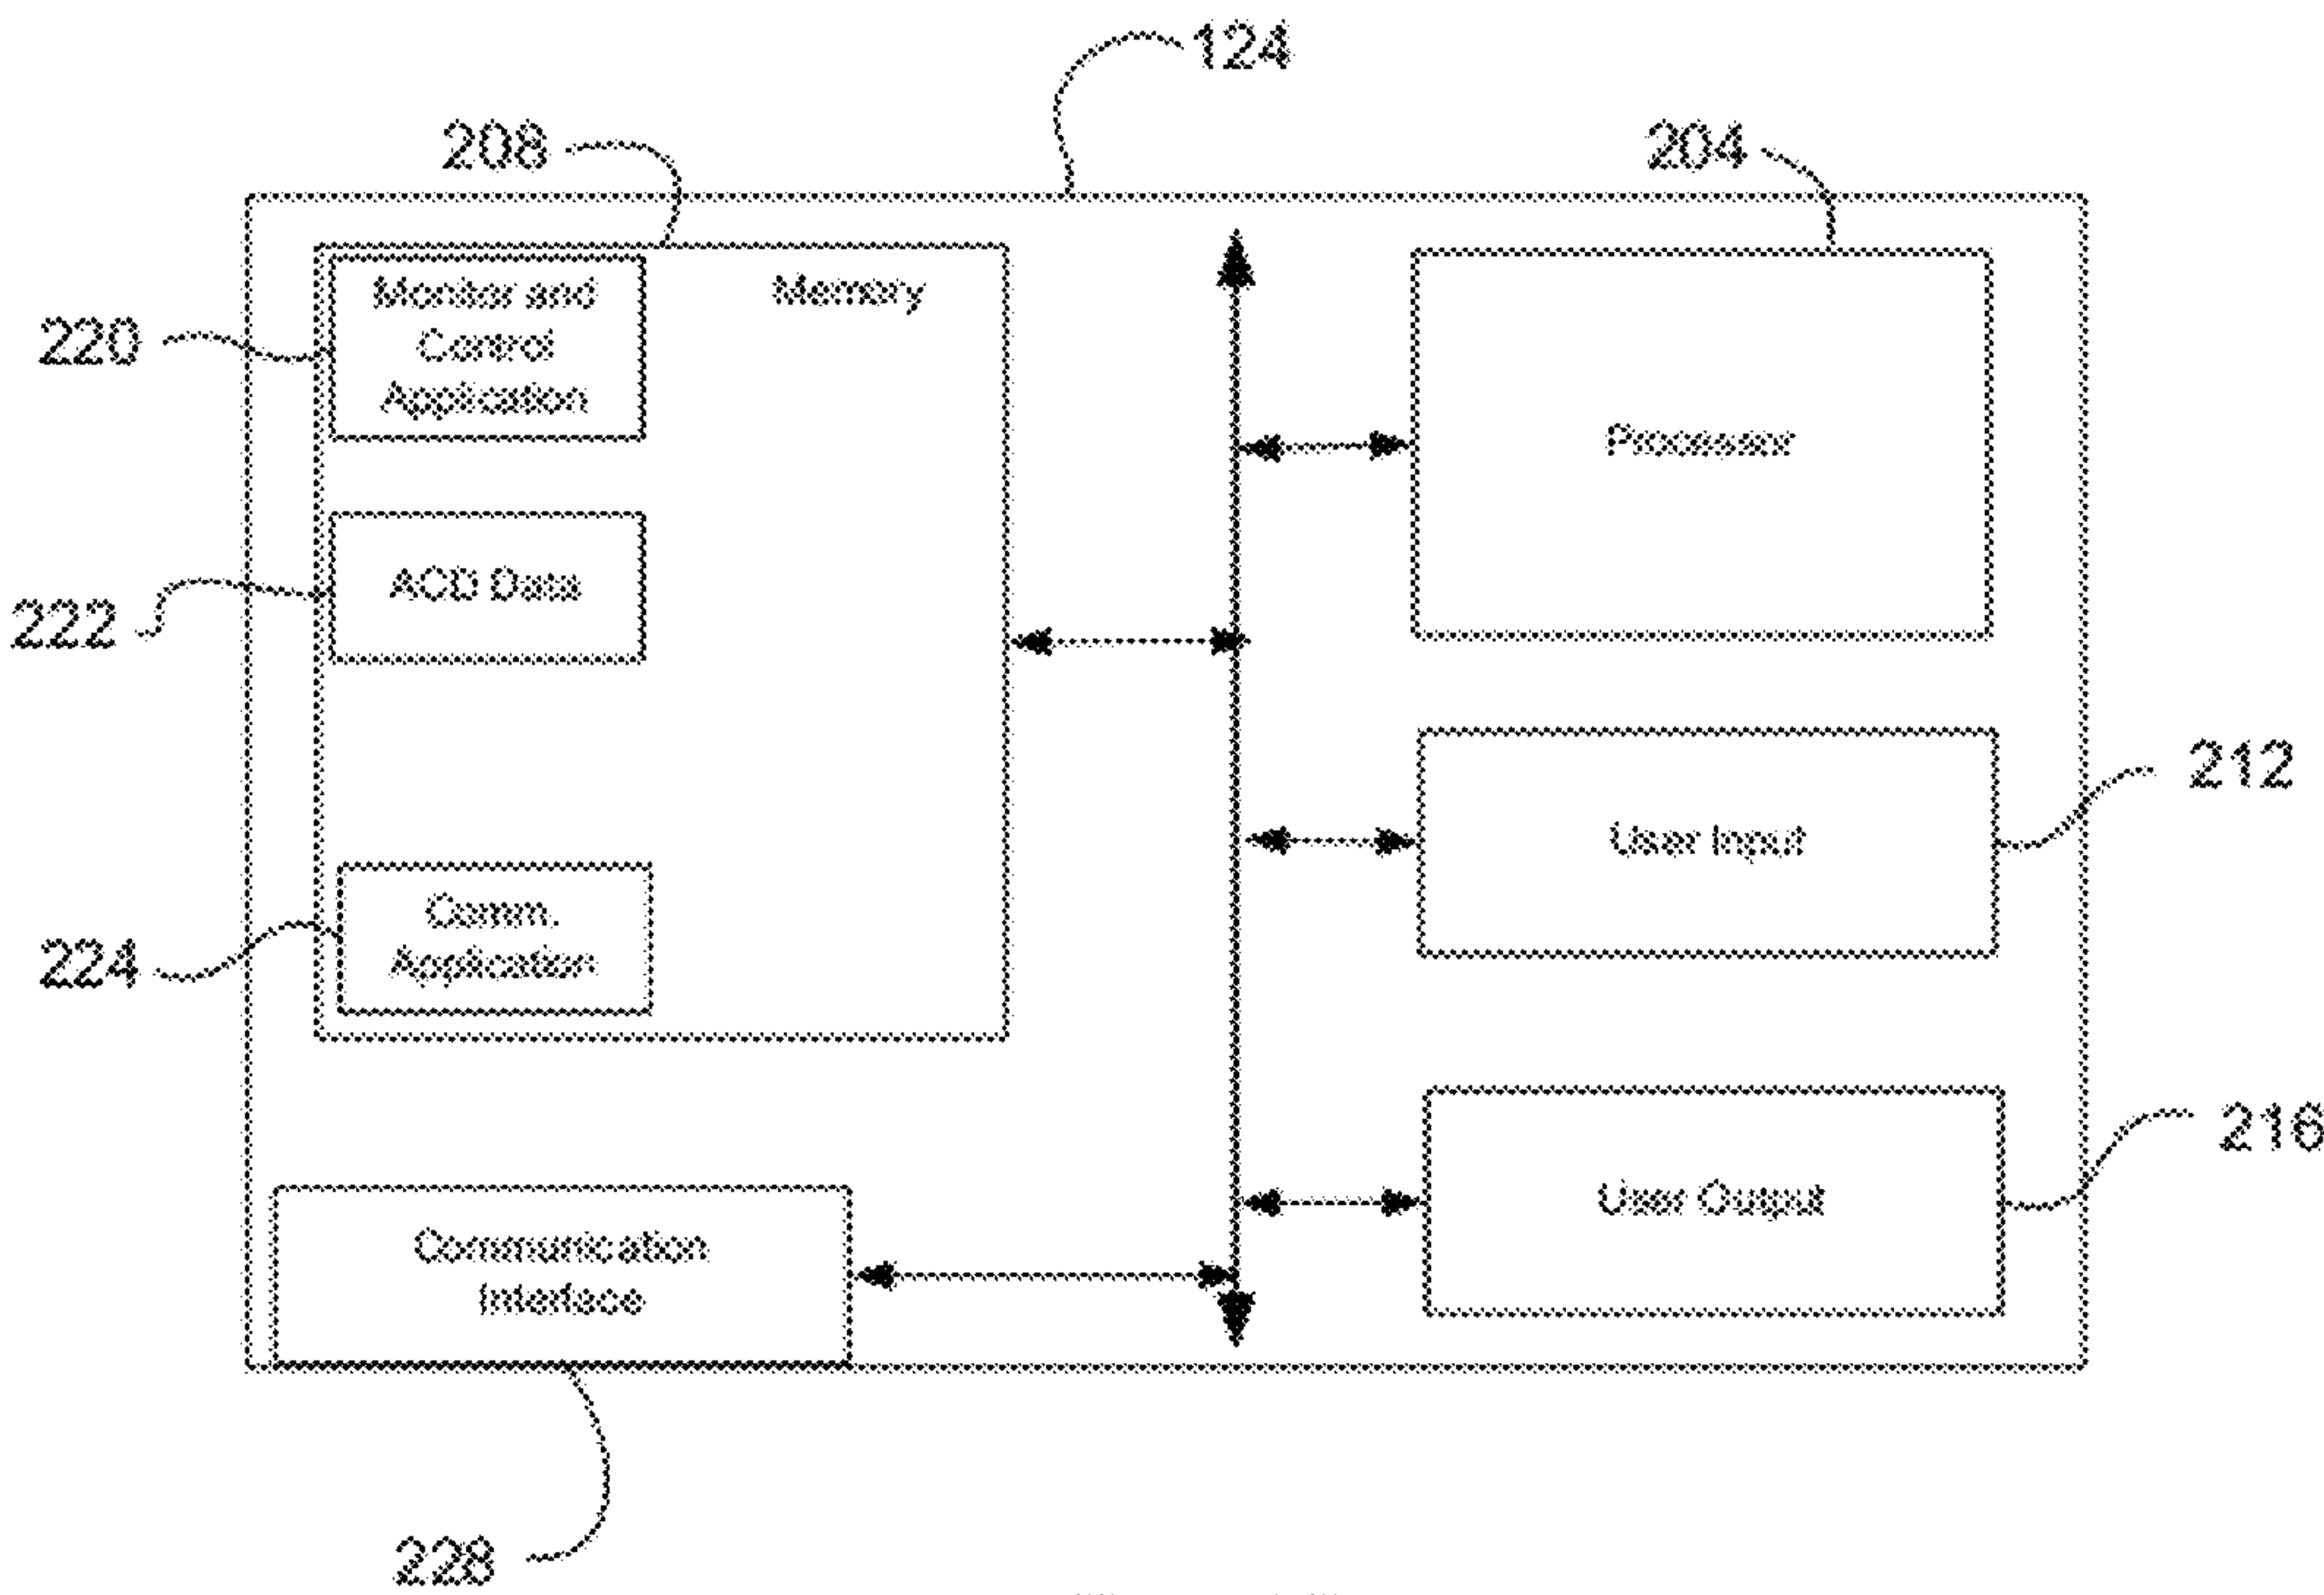 124
208
204
Monitor and
Control
Application
Memory
220
Processor
ACD Data
222
212
User Input
Comm.
Application
224
216
User Output
Communication
Interface
228